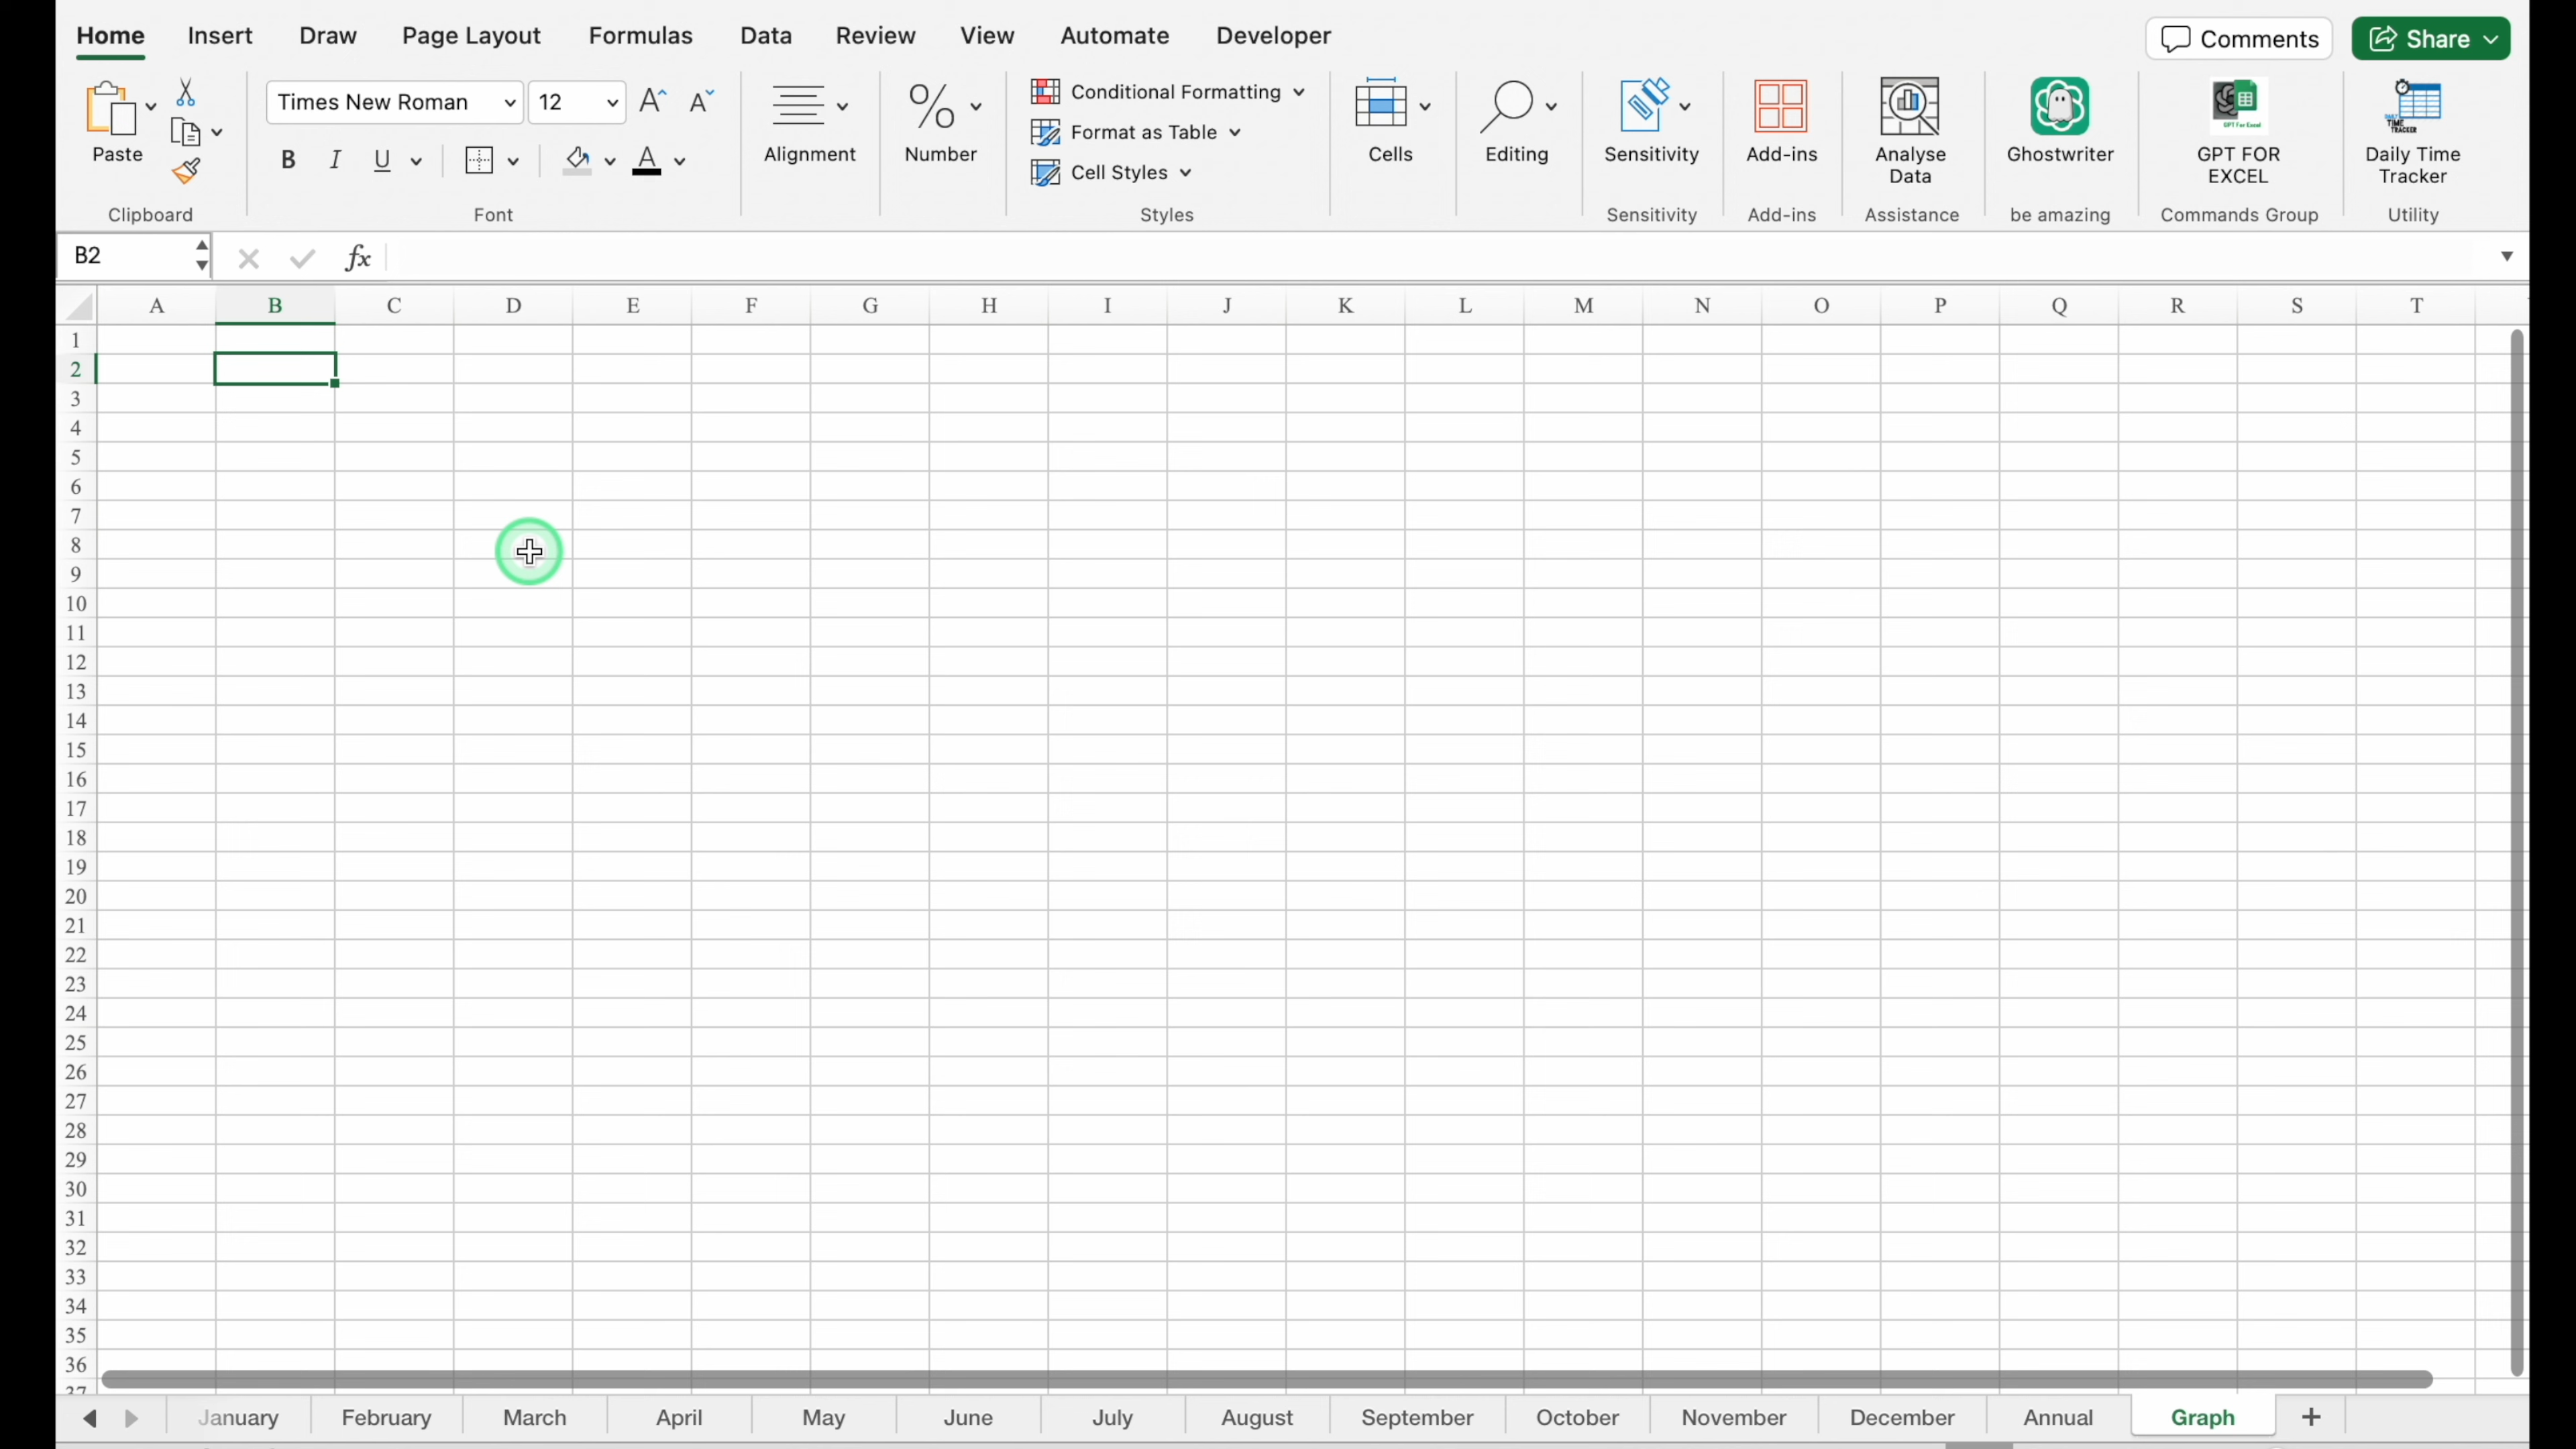 Home Insert Draw Page Layout Formulas Data Review View Automate Developer Comments Share
Paste
Clipboard
Times New Roman 12
B I U A
Font
Alignment
Number
Conditional Formatting
Format as Table
Cell Styles
Styles
Cells
Editing
Sensitivity
Sensitivity
Add-ins
Add-ins
Analyse
Data
Assistance
Ghostwriter
be amazing
GPT FOR
EXCEL
Commands Group
Daily Time
Tracker
Utility
B2 fx
A B C D E F G H I J K L M N O P Q R S T
1
2
3
4
5
6
7
8
9
10
11
12
13
14
15
16
17
18
19
20
21
22
23
24
25
26
27
28
29
30
31
32
33
34
35
36
37
January February March April May June July August September October November December Annual Graph +